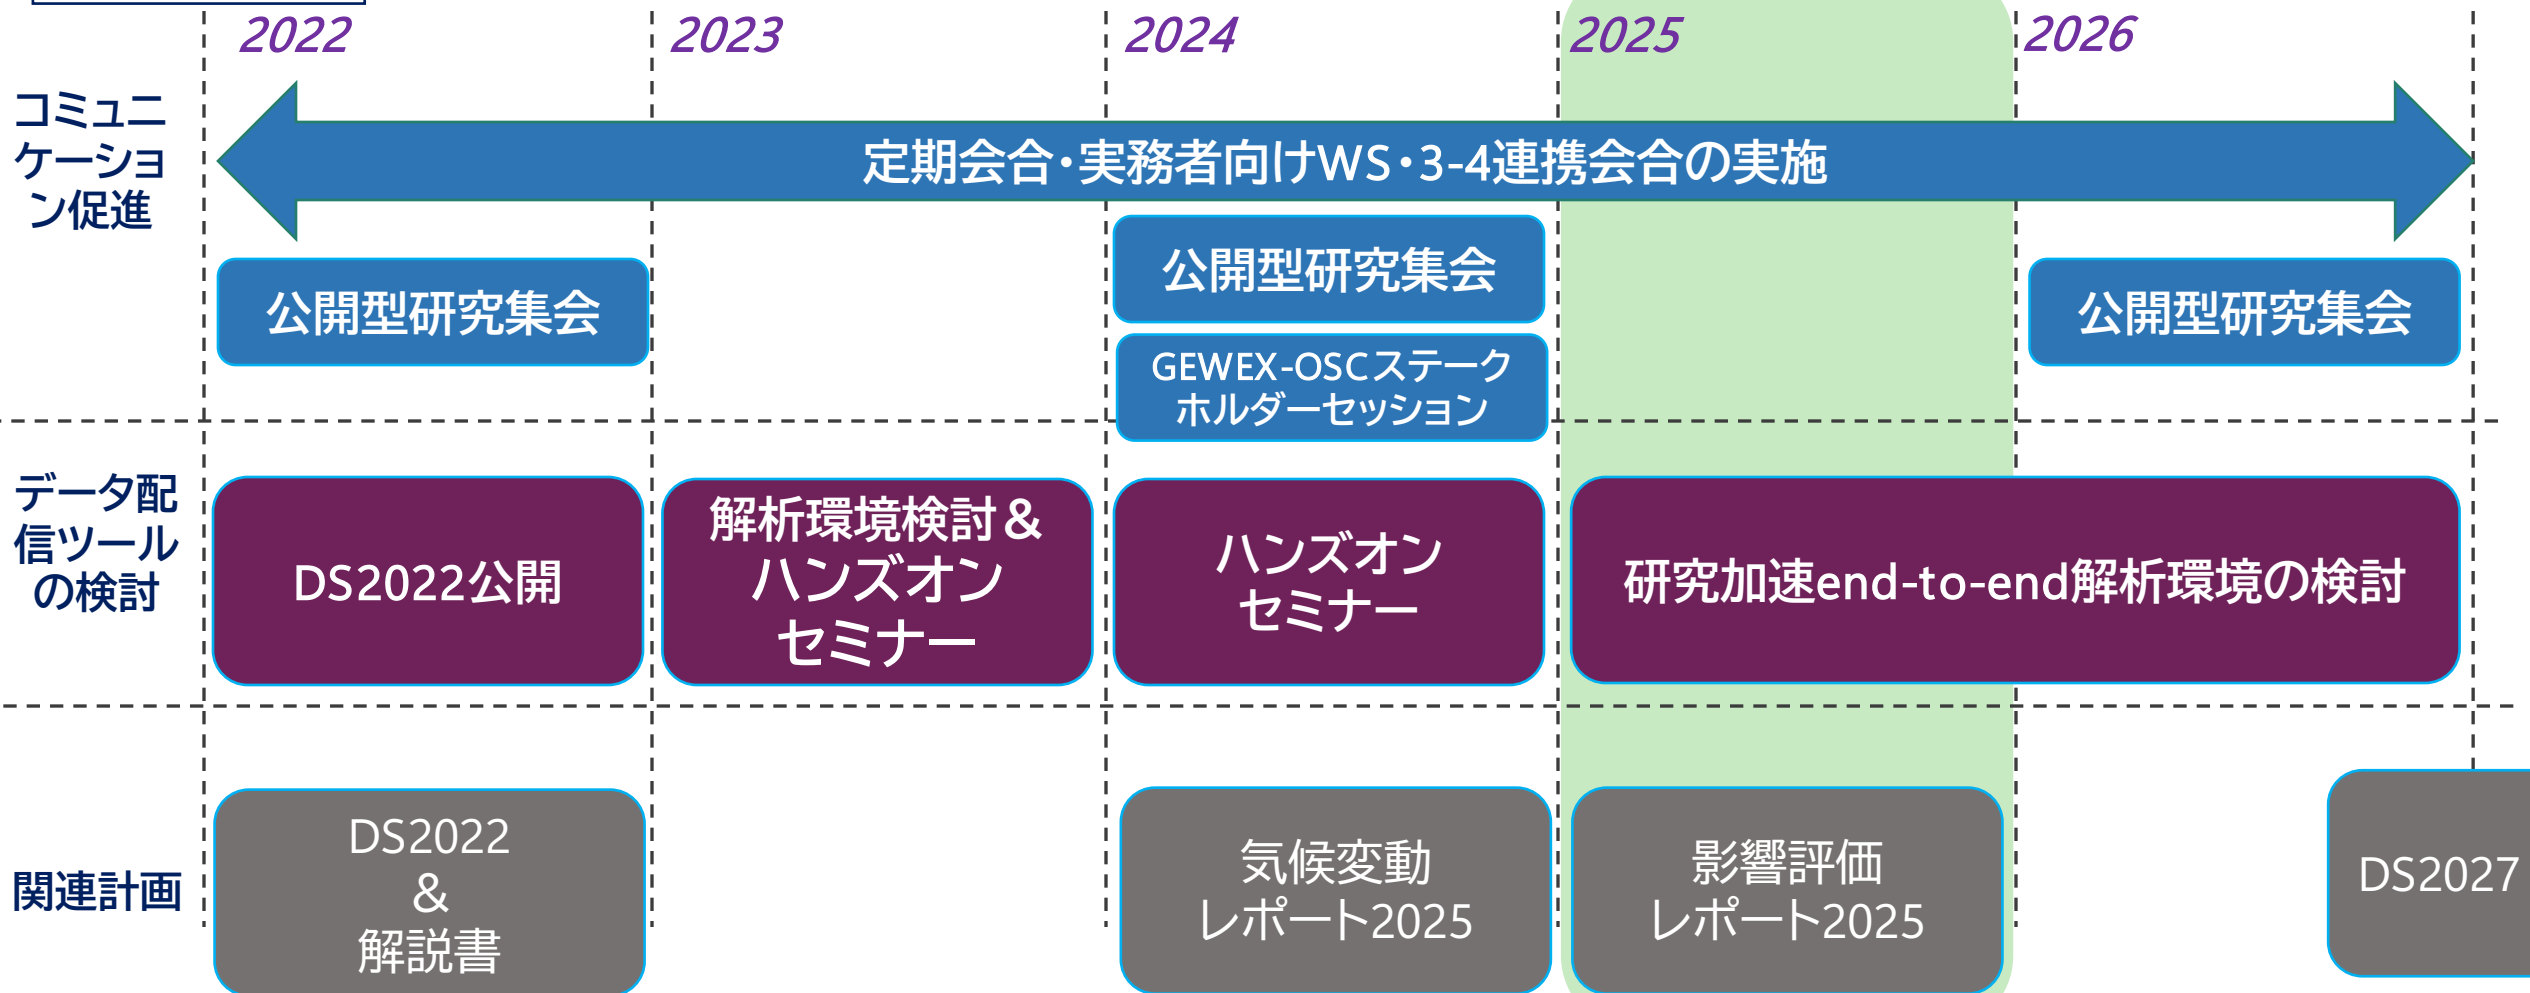 2022
2023
2024
2025
2026
コミュニ
ケーショ
ン促進
定期会合・実務者向けWS・3-4連携会合の実施
公開型研究集会
公開型研究集会
GEWEX-OSCステーク
ホルダーセッション
公開型研究集会
データ配
信ツール
の検討
DS2022公開
解析環境検討&
ハンズオン
セミナー
ハンズオン
セミナー
研究加速end-to-end解析環境の検討
関連計画
DS2022
&
解説書
気候変動
レポート2025
影響評価
レポート2025
DS2027